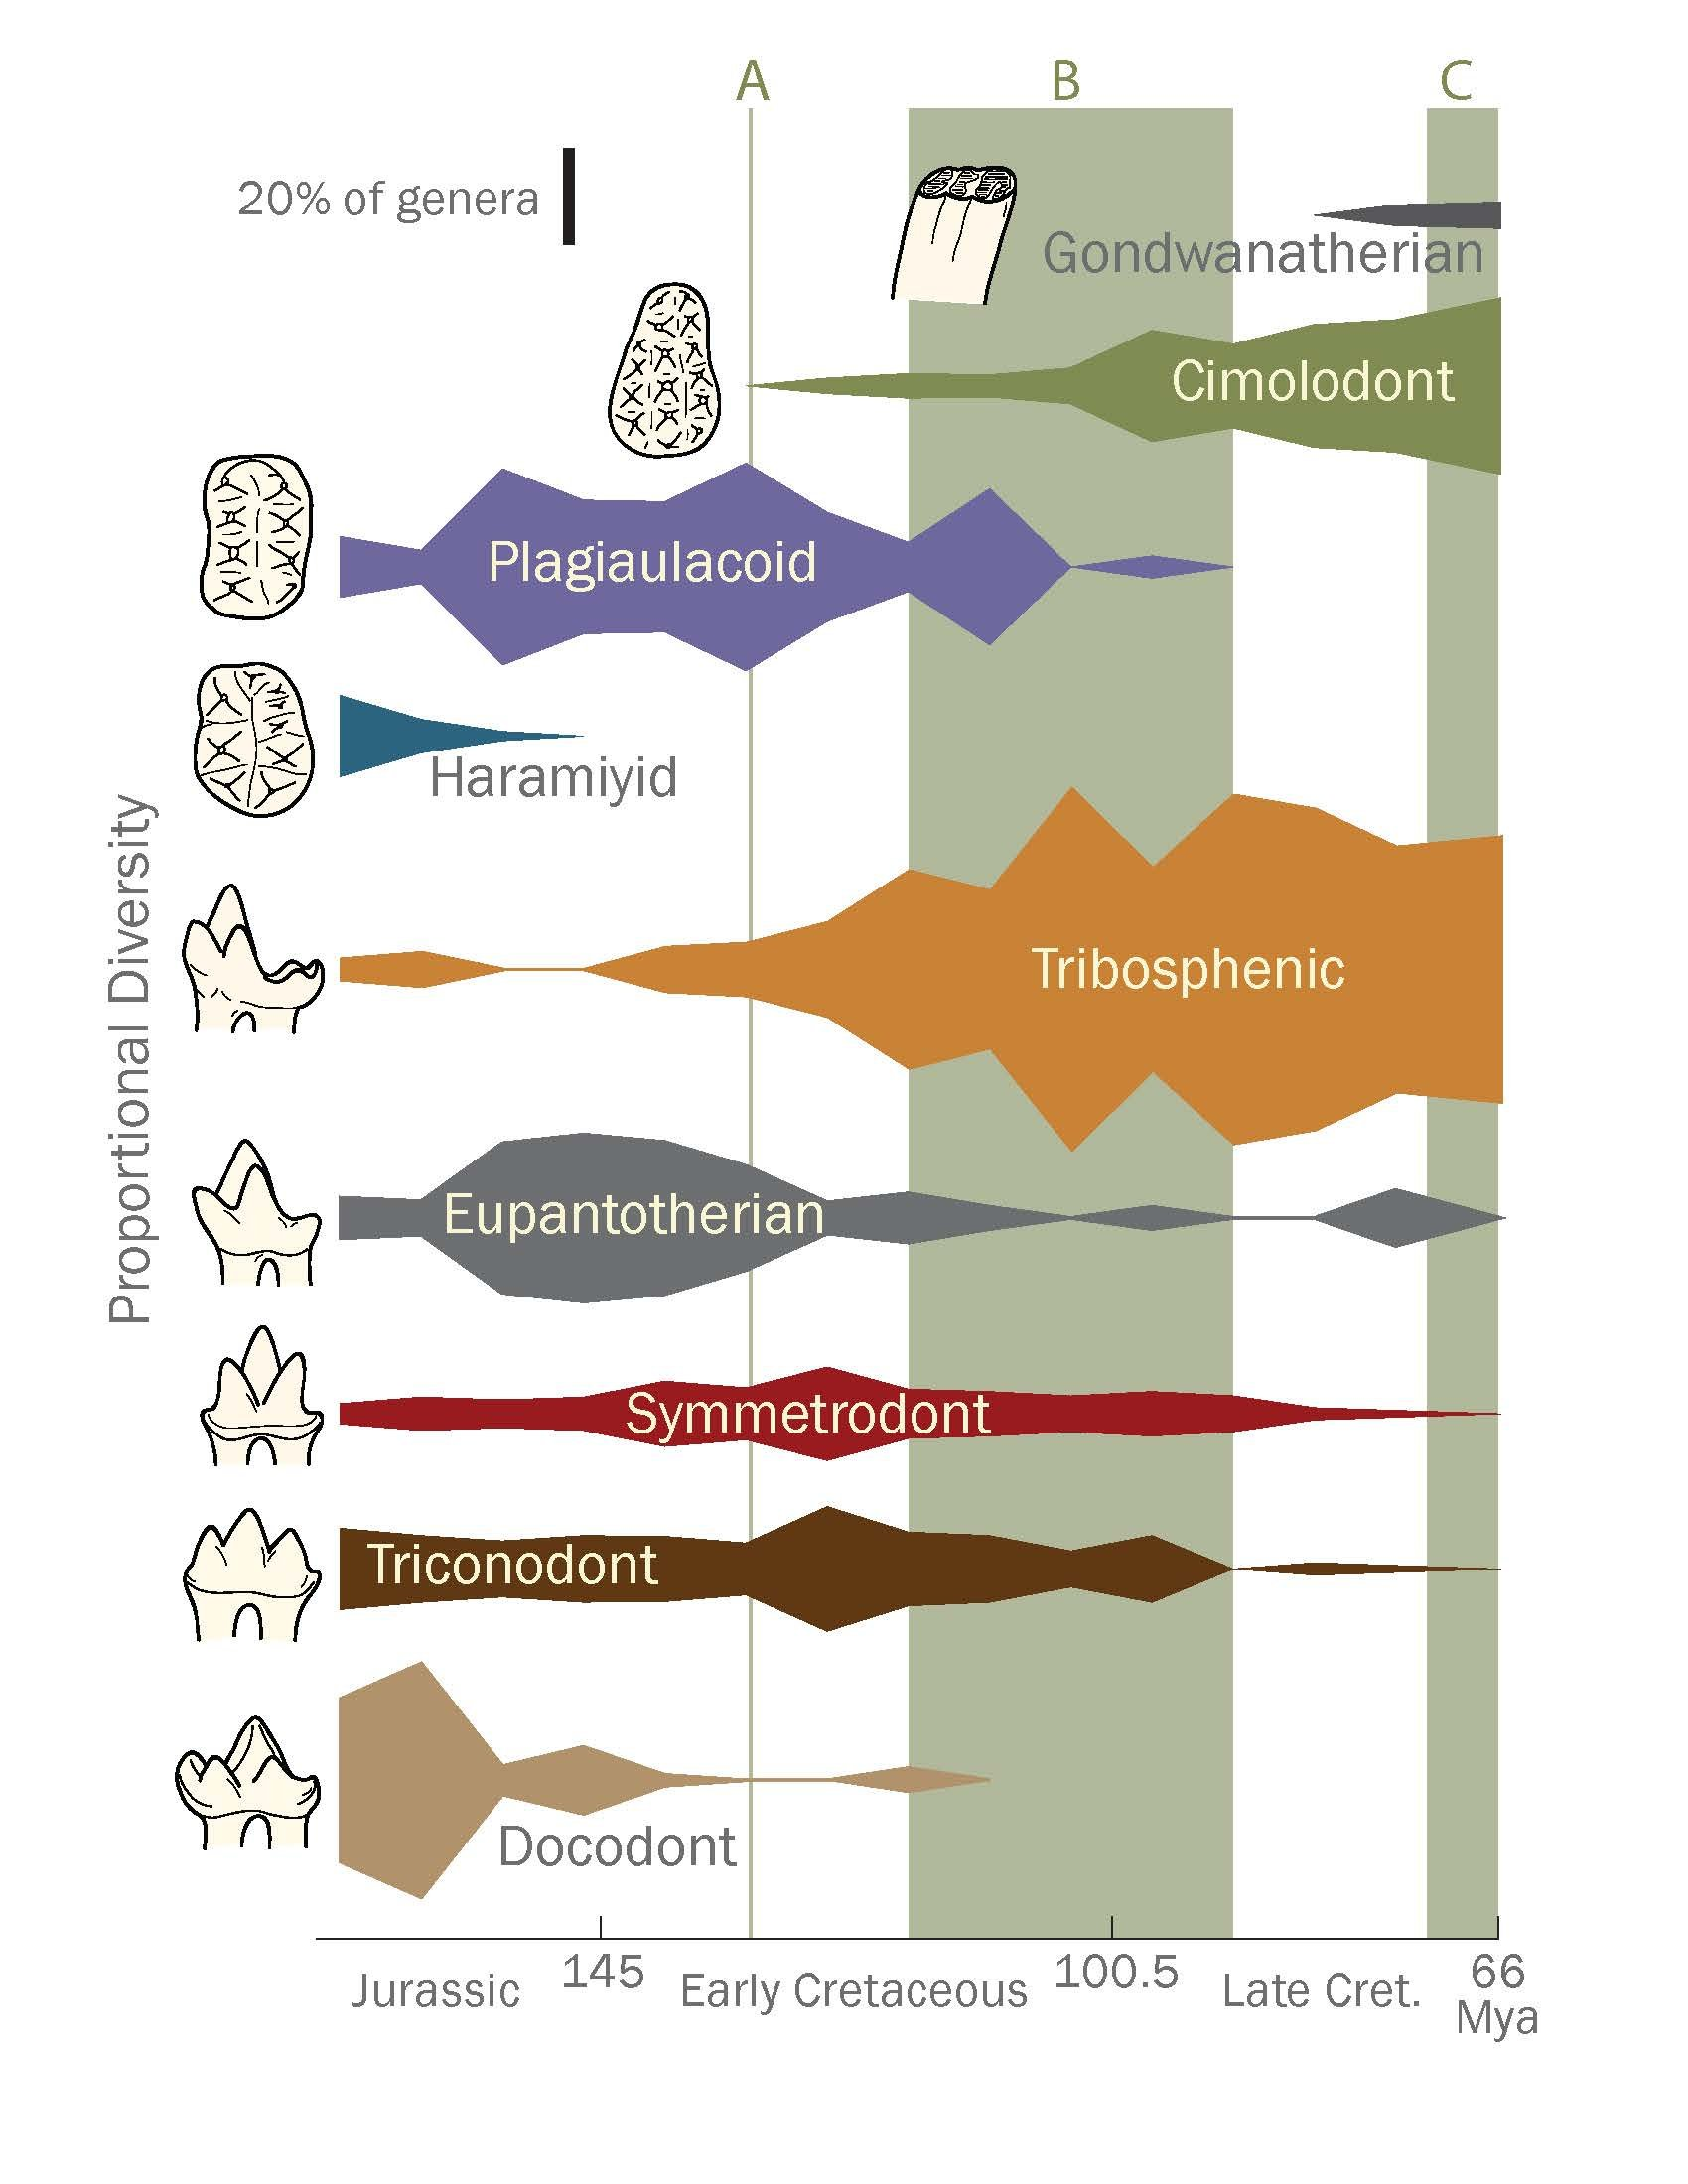 A
B
C
20% of genera
Gondwanatherian
Cimolodont
Plagiaulacoid
Haramiyid
Proportional Diversity
Tribosphenic
Eupantotherian
Symmetrodont
Triconodont
Docodont
145
100.5
66
Jurassic
Early Cretaceous
Late Cret.
Mya